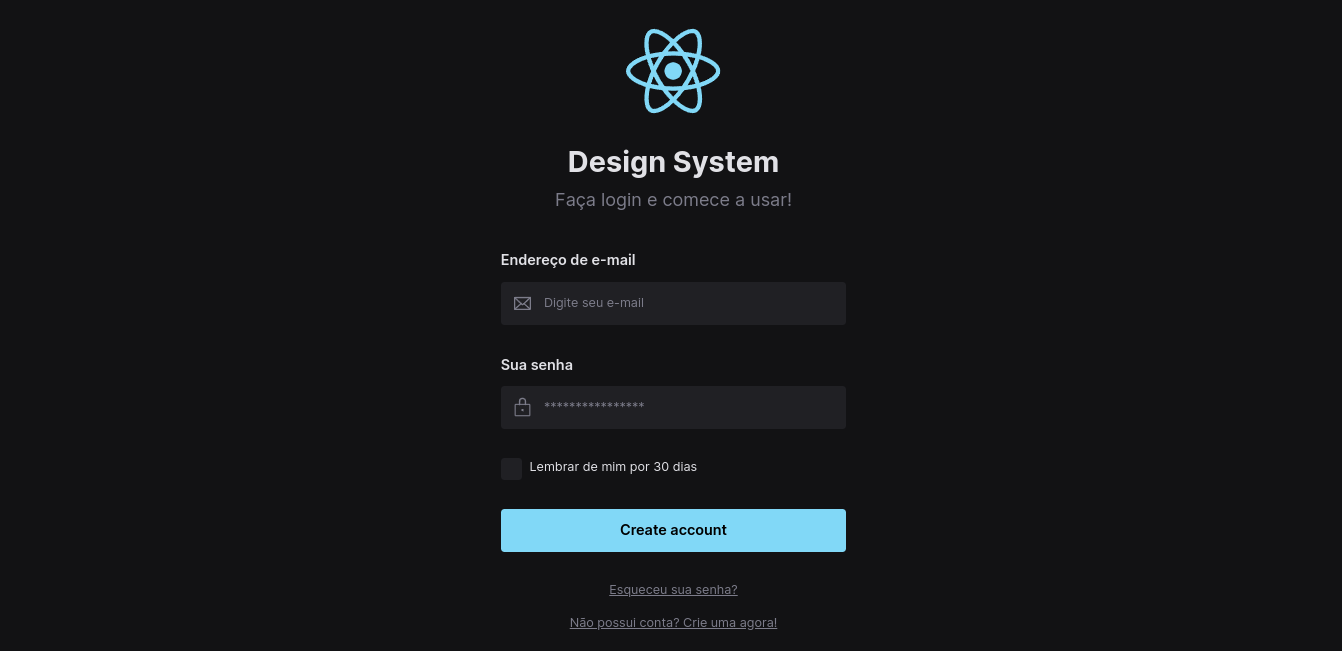 Design System
Faça login e comece a usar!
Endereço de e-mail
Digite seu e-mail
Sua senha
****************
Lembrar de mim por 30 dias
Create account
Esqueceu sua senha?
Não possui conta? Crie uma agora!